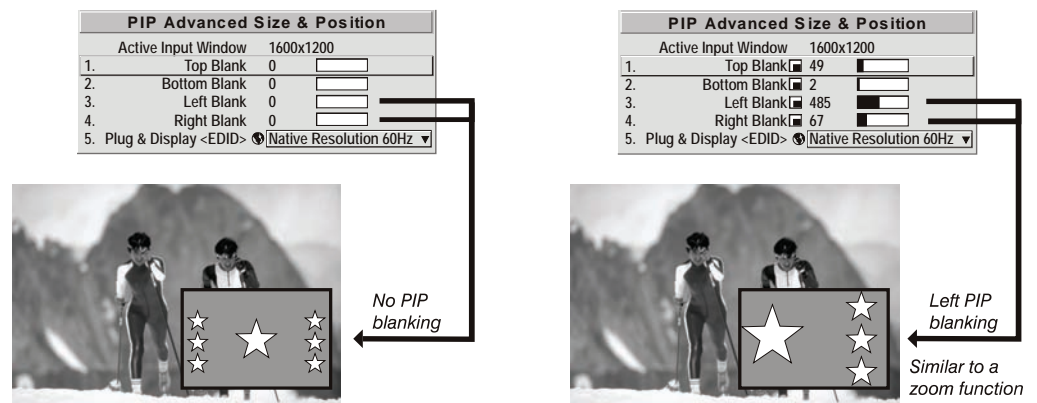 PIP Advanced Size & Position
Active Input Window 1600x1200
1. Top Blank 0
2. Bottom Blank 0
3. Left Blank 0
4. Right Blank 0
5. Plug & Display <EDID> Native Resolution 60Hz
No PIP
blanking
PIP Advanced Size & Position
Active Input Window 1600x1200
1. Top Blank 49
2. Bottom Blank 2
3. Left Blank 485
4. Right Blank 67
5. Plug & Display <EDID> Native Resolution 60Hz
Left PIP
blanking
Similar to a
zoom function